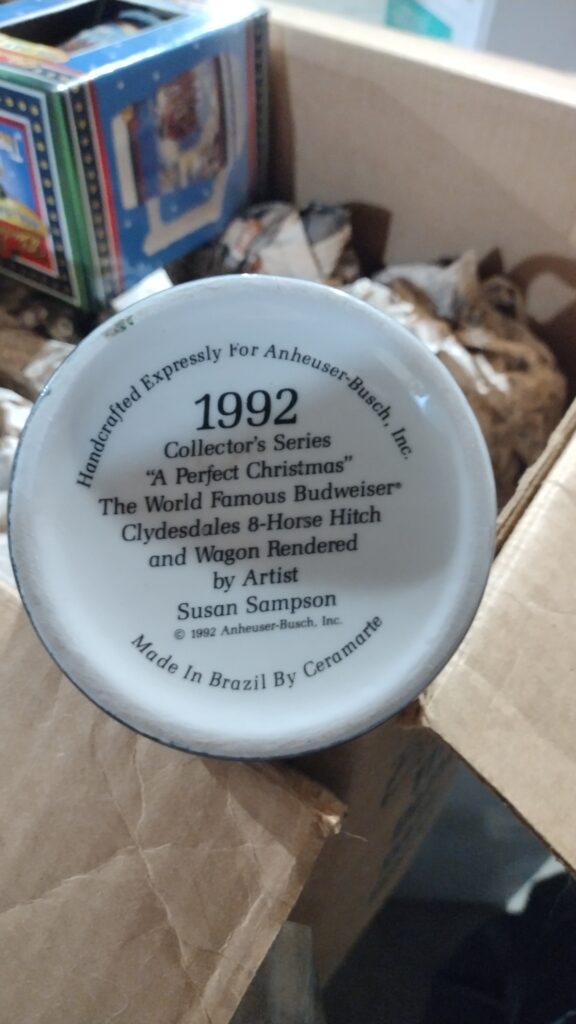 Handcrafted Expressly For Anheuser-Busch, Inc.
1992
Collector's Series
"A Perfect Christmas"
The World Famous Budweiser®
Clydesdales 8-Horse Hitch
and Wagon Rendered
by Artist
Susan Sampson
© 1992 Anheuser-Busch, Inc.
Made In Brazil By Ceramarte